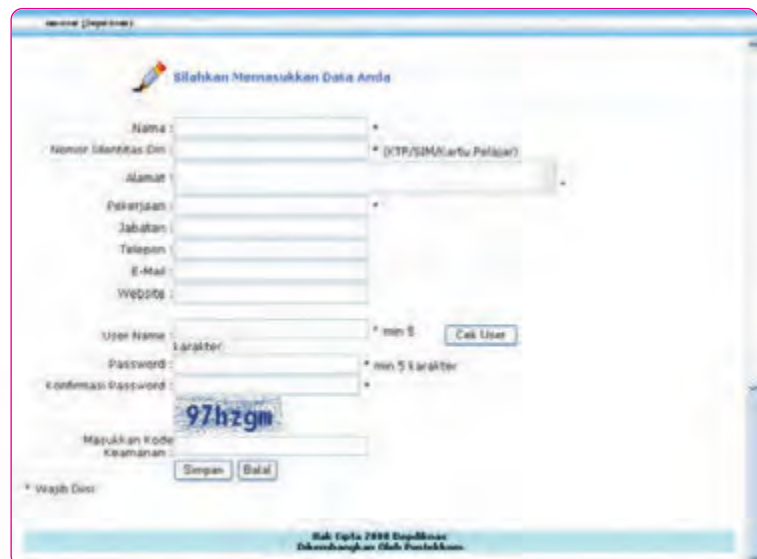 nasional (Depdiknas)
Silahkan Memasukkan Data Anda
Nama : *
Nomor Identitas Diri : * (KTP/SIM/Kartu Pelajar)
Alamat : *
Pekerjaan : *
Jabatan :
Telepon :
E-Mail :
Website :
User Name : * min 5 Cek User
karakter
Password : * min 5 karakter
Konfirmasi Password : *
97hzgm
Masukkan Kode
Keamanan :
Simpan Batal
* Wajib Diisi
Hak Cipta 2008 Depdiknas
Dikembangkan Oleh Pustekkom